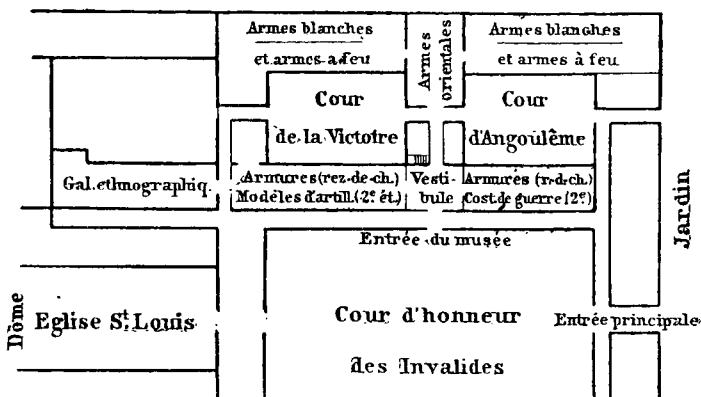 Armes blanches
et armes à feu
Armes
orientales
Armes blanches
et armes à feu
Cour
de la Victoire
Cour
d'Angoulême
Gal. ethnographiq.
Armures (rez-de-ch.)
Modèles d'artill. (2e ét.)
Vesti-
bule
Armures (r.-d.-ch.)
Cost. de guerre (2e)
Entrée du musée
Jardin
Dôme
Eglise St. Louis
Cour d'honneur
des Invalides
Entrée principale